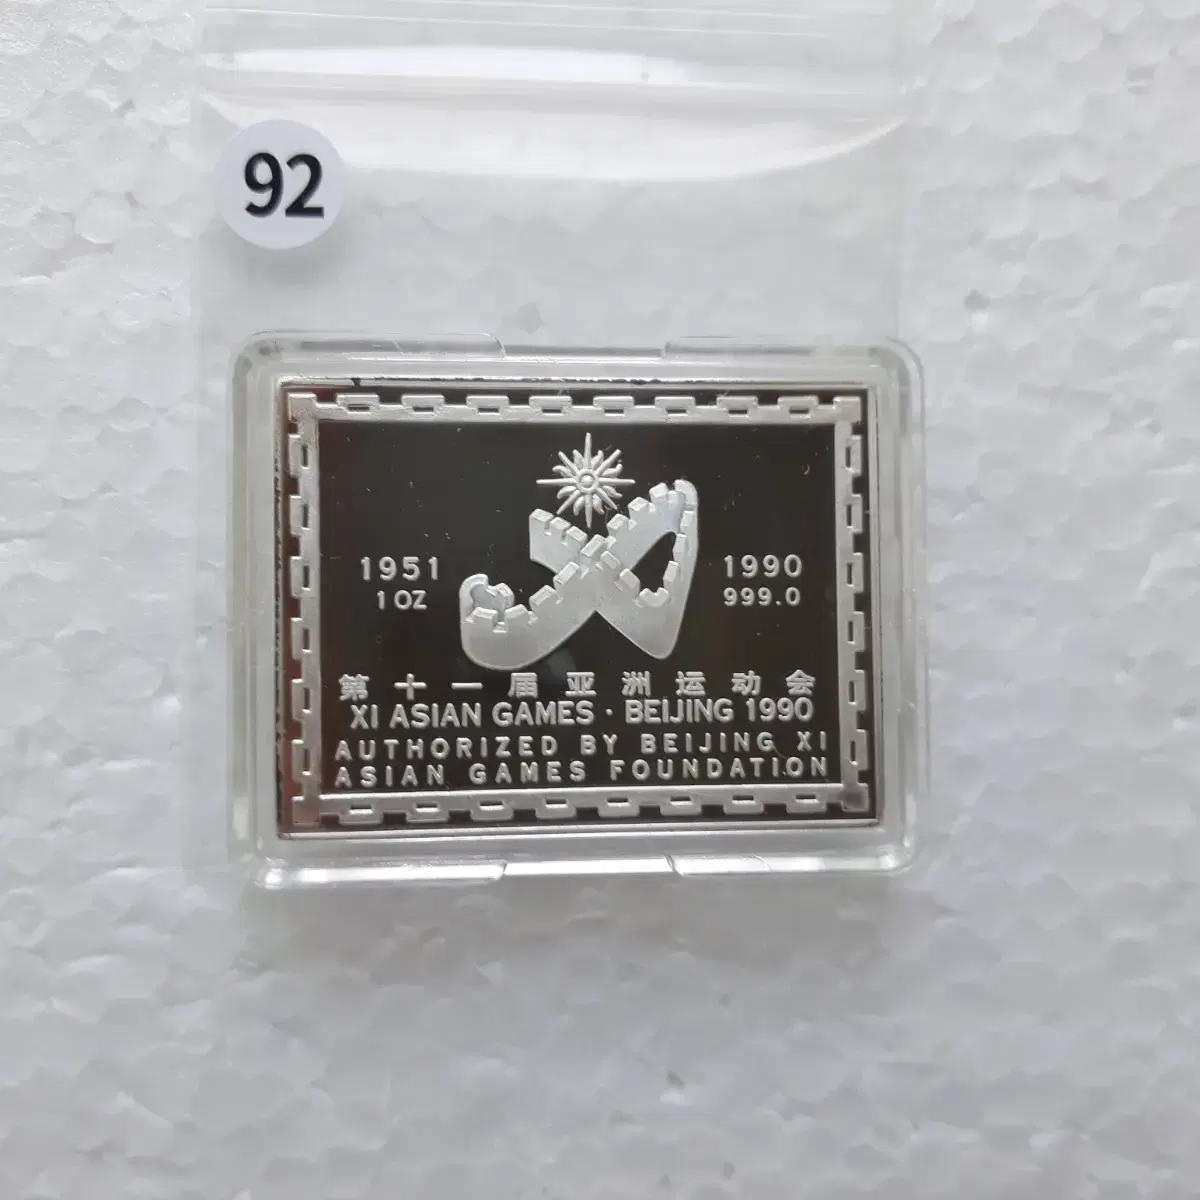 92
1951 1990
1 OZ 999.0
第十一届亚洲运动会
XI ASIAN GAMES · BEIJING 1990
AUTHORIZED BY BEIJING XI
ASIAN GAMES FOUNDATION